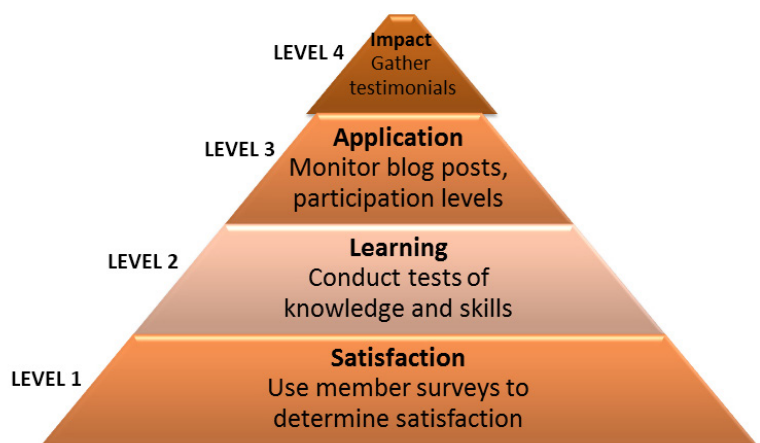 LEVEL 4
Impact
Gather
testimonials
LEVEL 3
Application
Monitor blog posts,
participation levels
LEVEL 2
Learning
Conduct tests of
knowledge and skills
LEVEL 1
Satisfaction
Use member surveys to
determine satisfaction